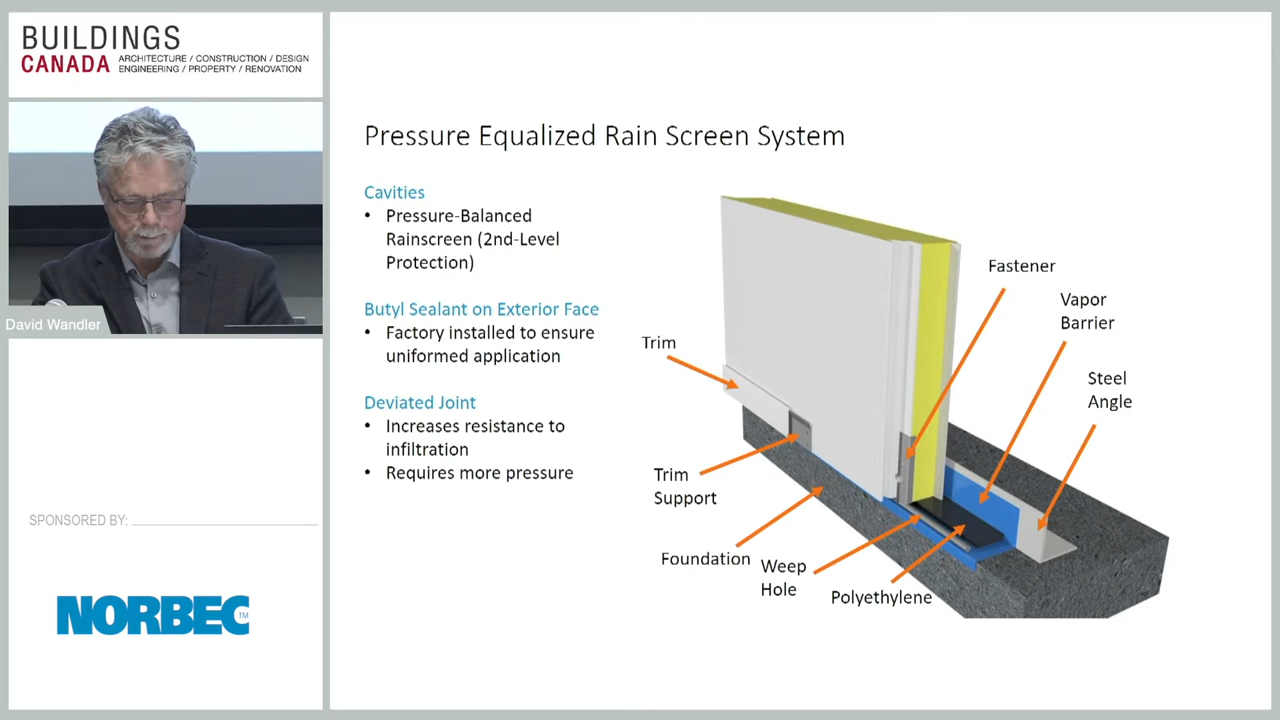 BUILDINGS
CANADA
ARCHITECTURE / CONSTRUCTION / DESIGN
ENGINEERING / PROPERTY / RENOVATION
David Wandler
SPONSORED BY:
NORBEC™
Pressure Equalized Rain Screen System
Cavities
• Pressure-Balanced
Rainscreen (2nd-Level
Protection)
Butyl Sealant on Exterior Face
• Factory installed to ensure
uniformed application
Deviated Joint
• Increases resistance to
infiltration
• Requires more pressure
Fastener
Vapor
Barrier
Trim
Steel
Angle
Trim
Support
Foundation
Weep
Hole
Polyethylene